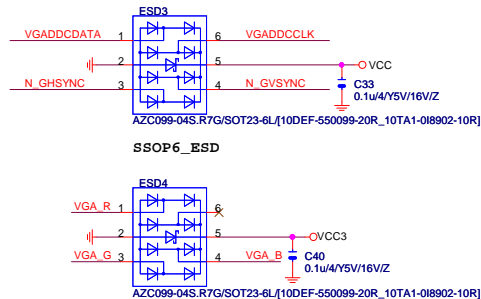 ESD3
VGADDCDATA 1 6 VGADDCCLK
2 5 VCC
N_GHSYNC 3 4 N_GVSYNC
C33
0.1u/4/Y5V/16V/Z
AZC099-04S.R7G/SOT23-6L/[10DEF-550099-20R_10TA1-0I8902-10R]
SSOP6_ESD
ESD4
VGA_R 1 6
2 5 VCC3
VGA_G 3 4 VGA_B
C40
0.1u/4/Y5V/16V/Z
AZC099-04S.R7G/SOT23-6L/[10DEF-550099-20R_10TA1-0I8902-10R]